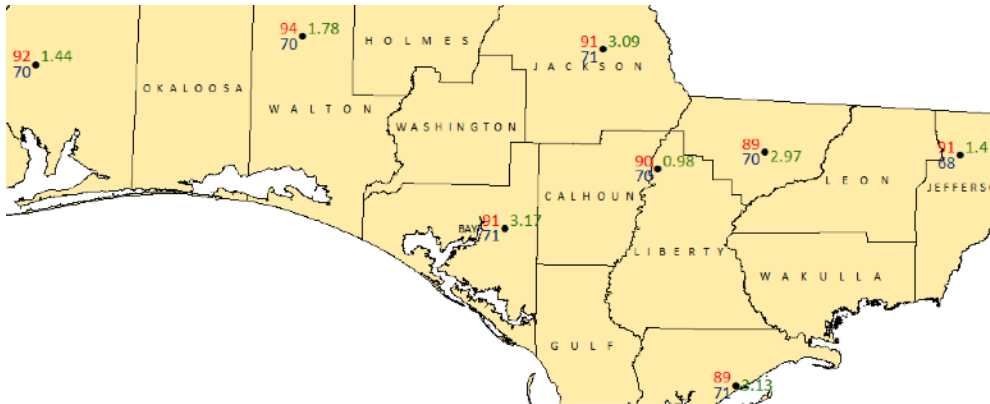 94 1.78
70
HOLMES
91 3.09
71
JACKSON
92 1.44
70
OKALOOSA
WALTON
WASHINGTON
89
70 2.97
91 1.4
68
90 0.98
70
LEON
JEFFERSO
CALHOUN
91 3.17
71
BAY
LIBERTY
WAKULLA
GULF
89
71 3.13